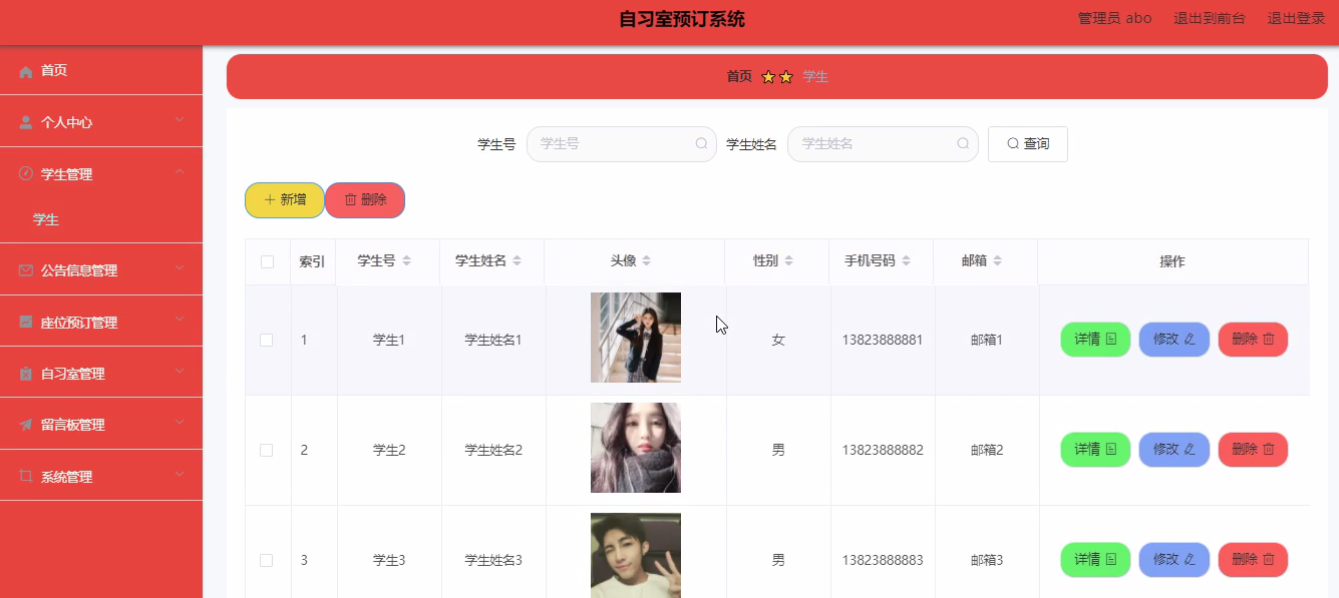 自习室预订系统
管理员 abo 退出到前台 退出登录
首页
个人中心
学生管理
学生
公告信息管理
座位预订管理
自习室管理
留言板管理
系统管理
首页 学生
学生号 学生号 学生姓名 学生姓名 查询
新增 删除
索引 学生号 学生姓名 头像 性别 手机号码 邮箱 操作
1 学生1 学生姓名1 女 13823888881 邮箱1 详情 修改 删除
2 学生2 学生姓名2 男 13823888882 邮箱2 详情 修改 删除
3 学生3 学生姓名3 男 13823888883 邮箱3 详情 修改 删除